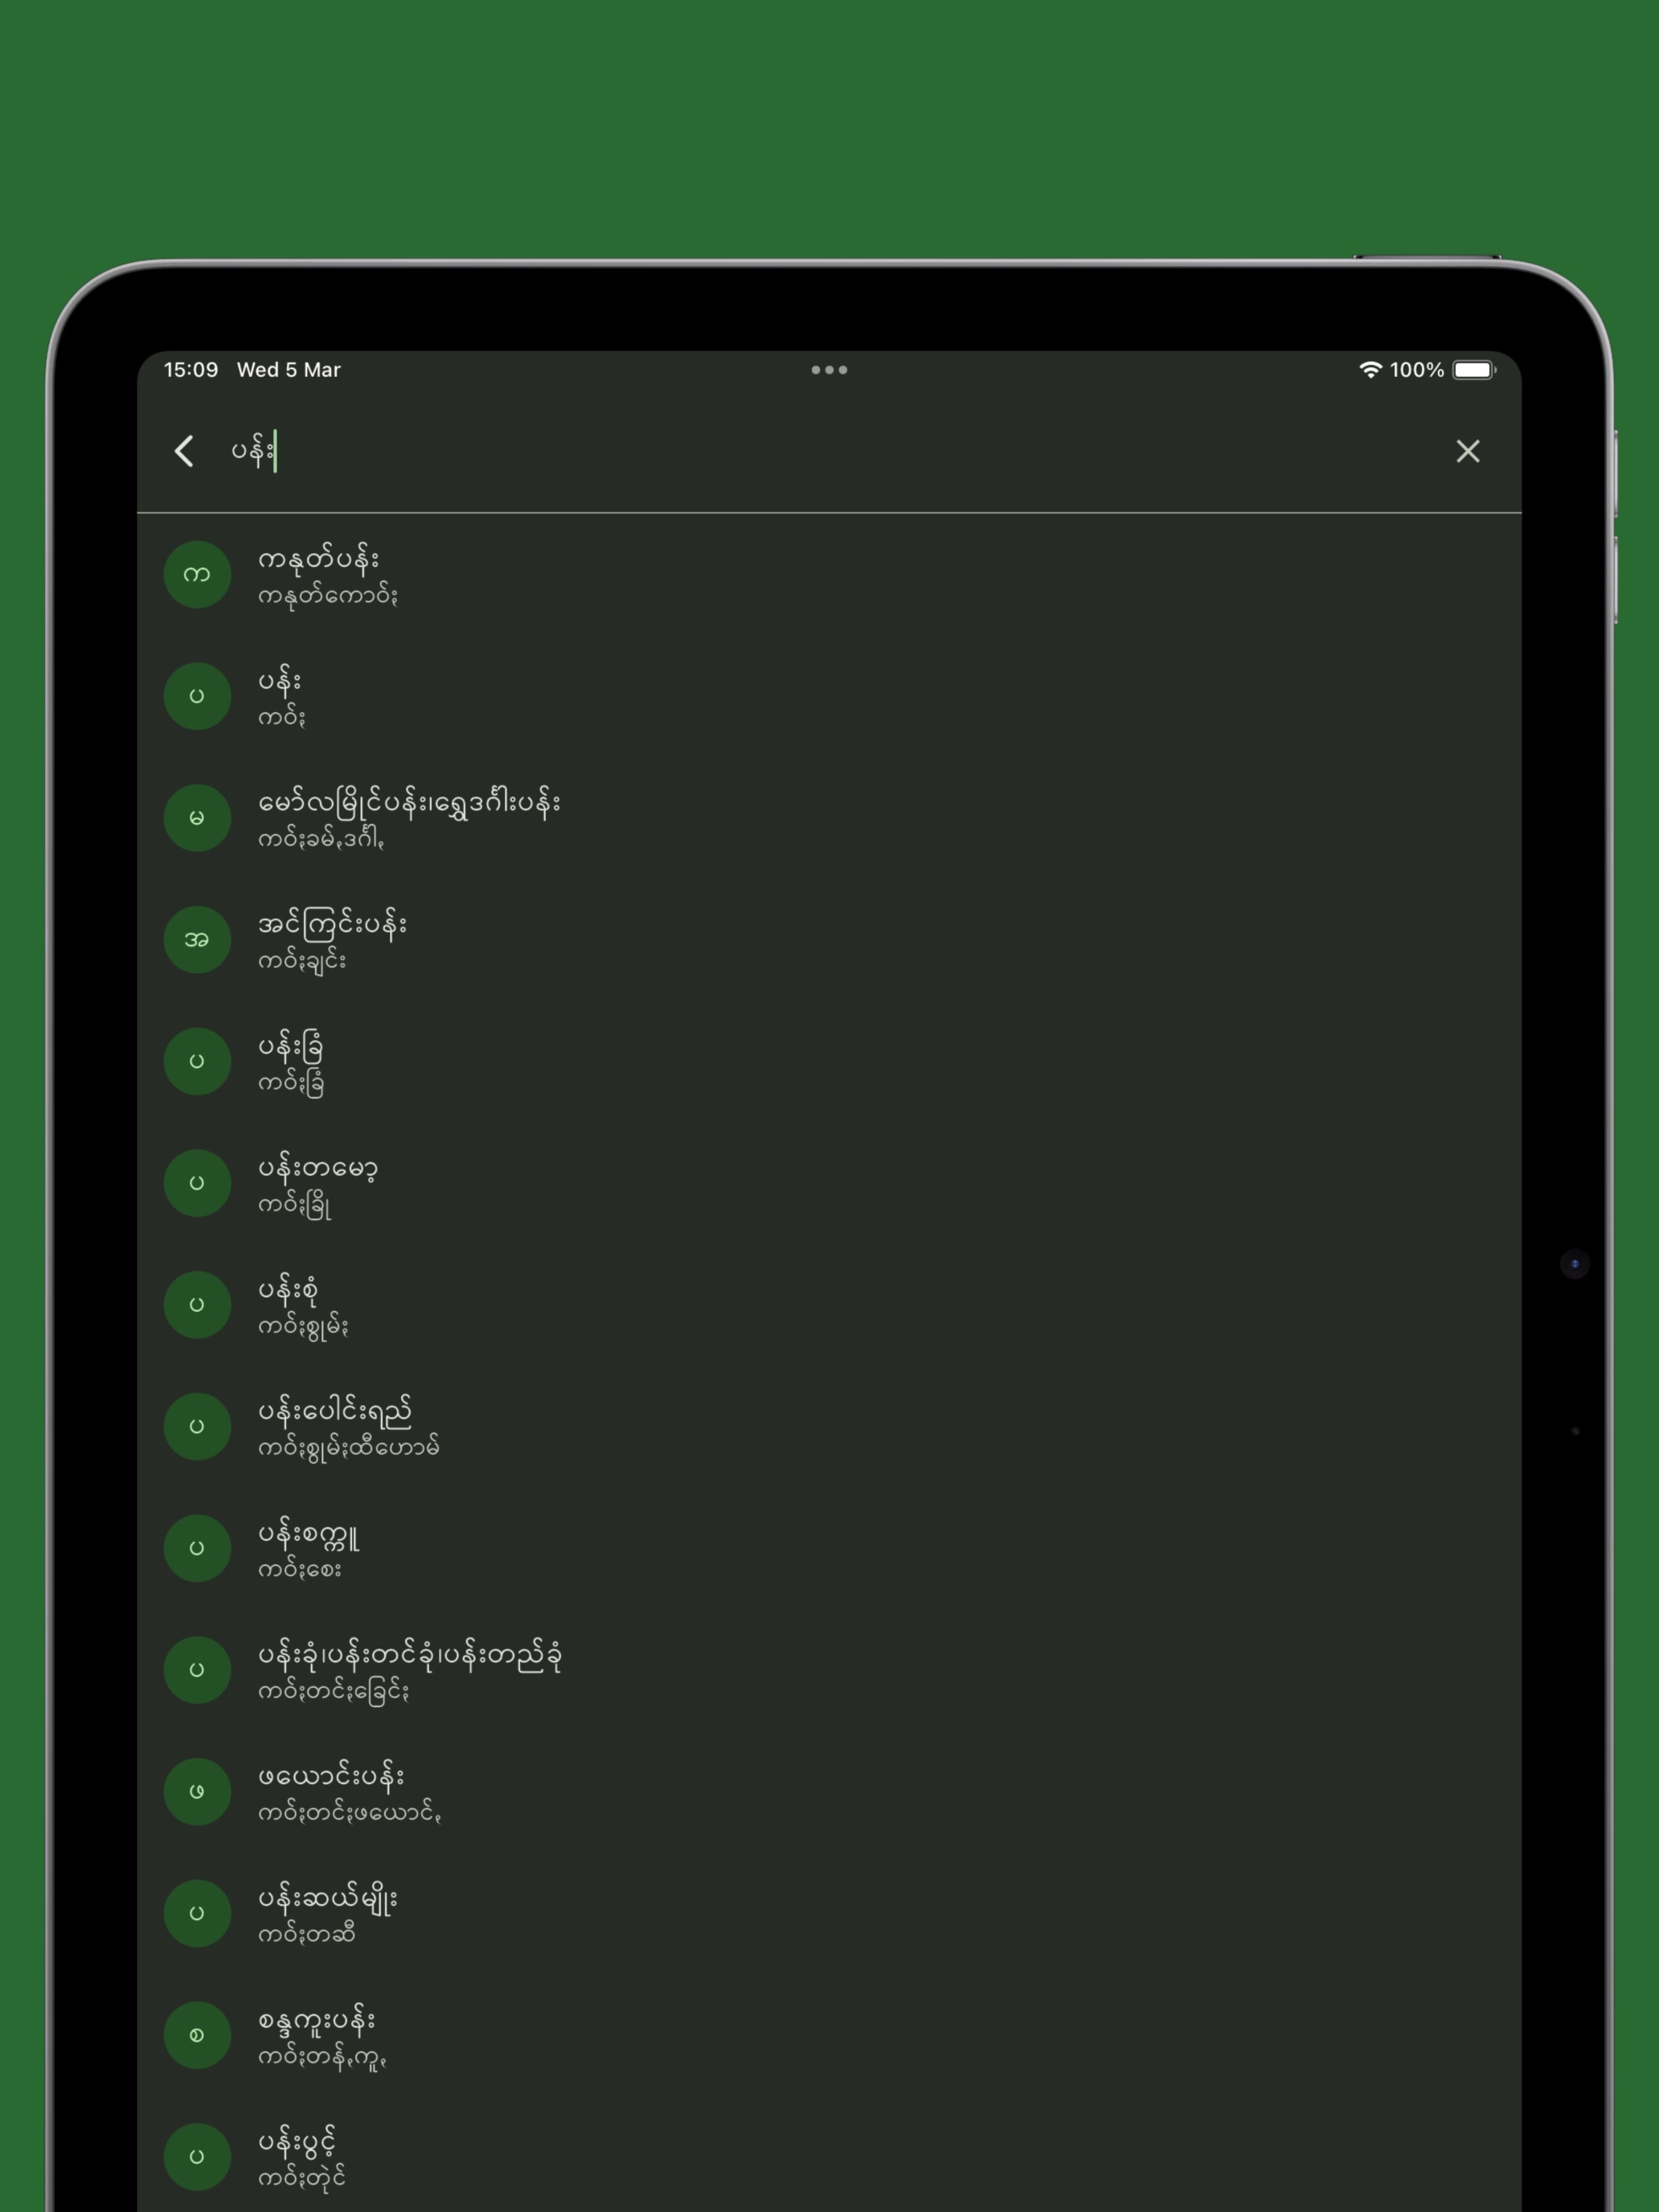 15:09 Wed 5 Mar 100%
ပန်း
က
ကနုတ်ပန်း
ကနုတ်ကောဝ်ႏ
ပ
ပန်း
ကဝ်ႏ
မ
မော်လမြိုင်ပန်း၊ရွှေဒင်္ဂါးပန်း
ကဝ်ႏခမ်ႇဒင်္ဂါႇ
အ
အင်ကြင်းပန်း
ကဝ်ႏချင်း
ပ
ပန်းခြံ
ကဝ်ႏခြံ
ပ
ပန်းတမော့
ကဝ်ႏခြို
ပ
ပန်းစုံ
ကဝ်ႏစွုမ်ႏ
ပ
ပန်းပေါင်းရည်
ကဝ်ႏစွုမ်ႏထီဟောမ်
ပ
ပန်းစက္ကူ
ကဝ်ႏစေး
ပ
ပန်းခုံ၊ပန်းတင်ခုံ၊ပန်းတည်ခုံ
ကဝ်ႏတင်ႏခြေင်ႏ
ဖ
ဖယောင်းပန်း
ကဝ်ႏတင်ႏဖယောင်ႇ
ပ
ပန်းဆယ်မျိုး
ကဝ်ႏတဆီ
စ
စန္ဒကူးပန်း
ကဝ်ႏတန်ႇကူႇ
ပ
ပန်းပွင့်
ကဝ်ႏတဲုင်